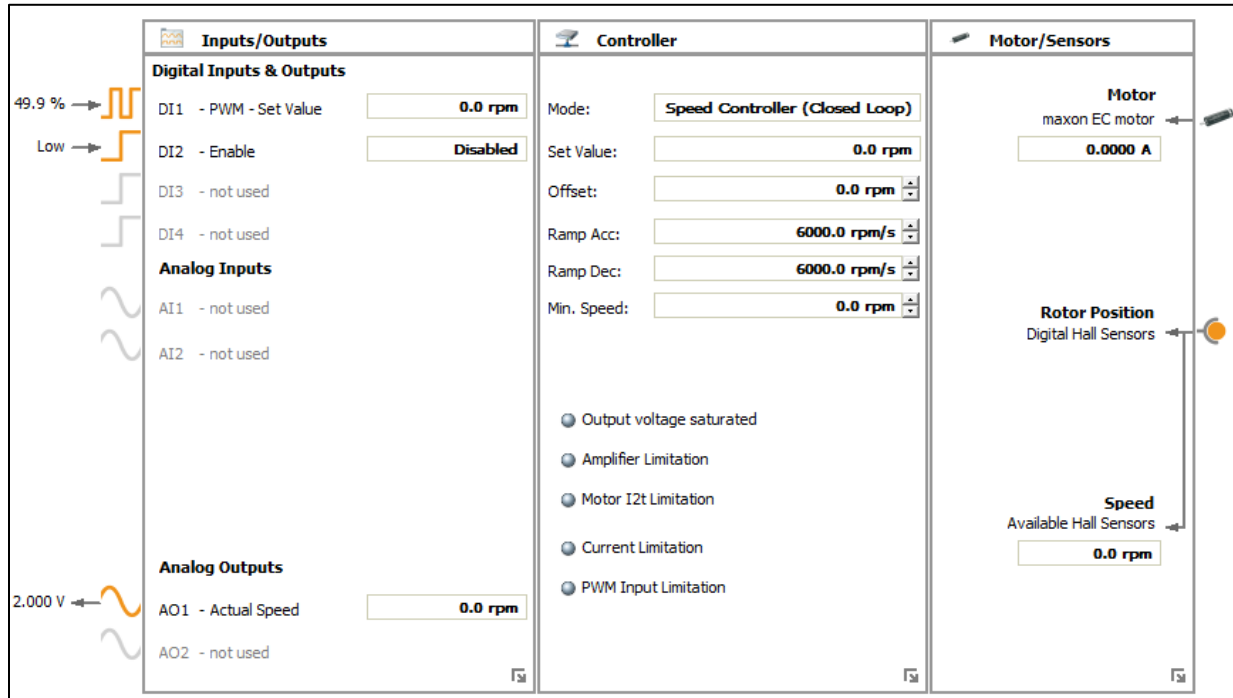 Inputs/Outputs
Digital Inputs & Outputs
49.9 %
DI1 - PWM - Set Value 0.0 rpm
Low
DI2 - Enable Disabled
DI3 - not used
DI4 - not used
Analog Inputs
AI1 - not used
AI2 - not used
Analog Outputs
2.000 V
AO1 - Actual Speed 0.0 rpm
AO2 - not used
Controller
Mode: Speed Controller (Closed Loop)
Set Value: 0.0 rpm
Offset: 0.0 rpm
Ramp Acc: 6000.0 rpm/s
Ramp Dec: 6000.0 rpm/s
Min. Speed: 0.0 rpm
Output voltage saturated
Amplifier Limitation
Motor I2t Limitation
Current Limitation
PWM Input Limitation
Motor/Sensors
Motor
maxon EC motor
0.0000 A
Rotor Position
Digital Hall Sensors
Speed
Available Hall Sensors
0.0 rpm